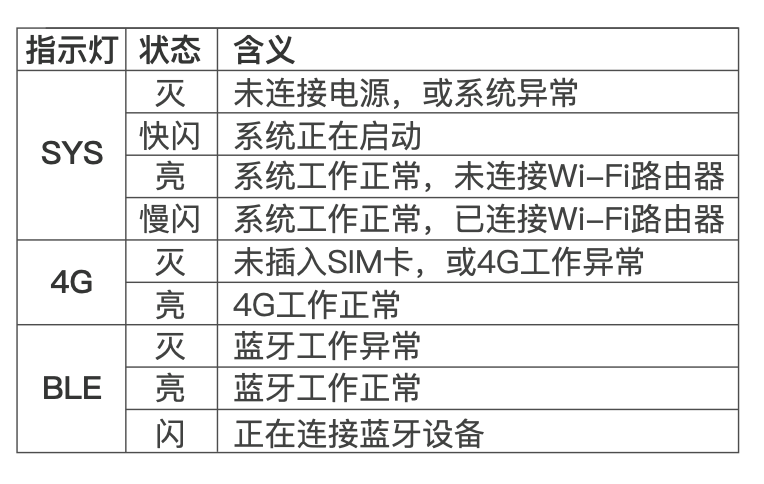 指示灯 状态 含义
SYS 灭 未连接电源，或系统异常
快闪 系统正在启动
亮 系统工作正常，未连接Wi-Fi路由器
慢闪 系统工作正常，已连接Wi-Fi路由器
4G 灭 未插入SIM卡，或4G工作异常
亮 4G工作正常
BLE 灭 蓝牙工作异常
亮 蓝牙工作正常
闪 正在连接蓝牙设备